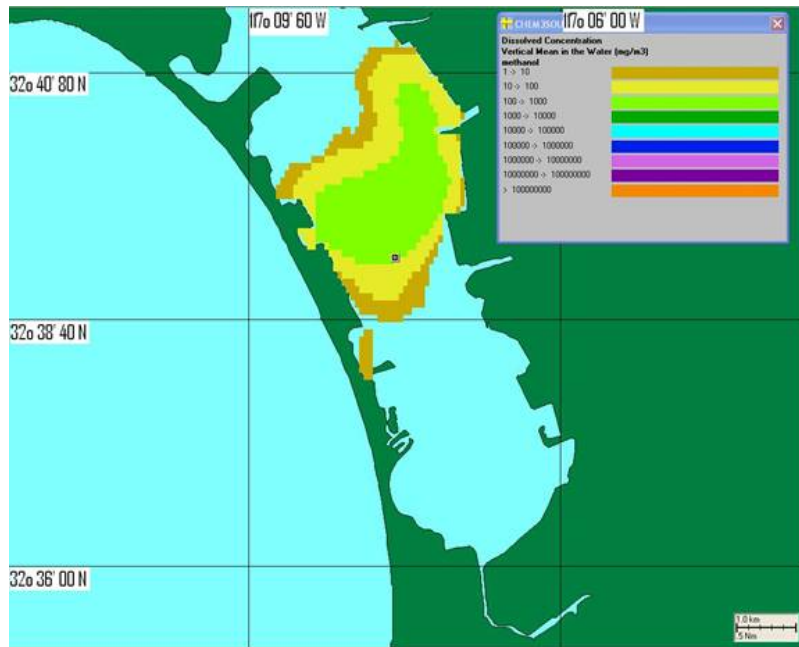 117o 09' 60 W
117o 06' 00 W
Dissolved Concentration
Vertical Mean in the Water (mg/m3)
methanol
1 -> 10
10 -> 100
100 -> 1000
1000 -> 10000
10000 -> 100000
100000 -> 1000000
1000000 -> 10000000
10000000 -> 100000000
> 100000000
32o 40' 80 N
32o 38' 40 N
32o 36' 00 N
1.0 km
.5 Nm